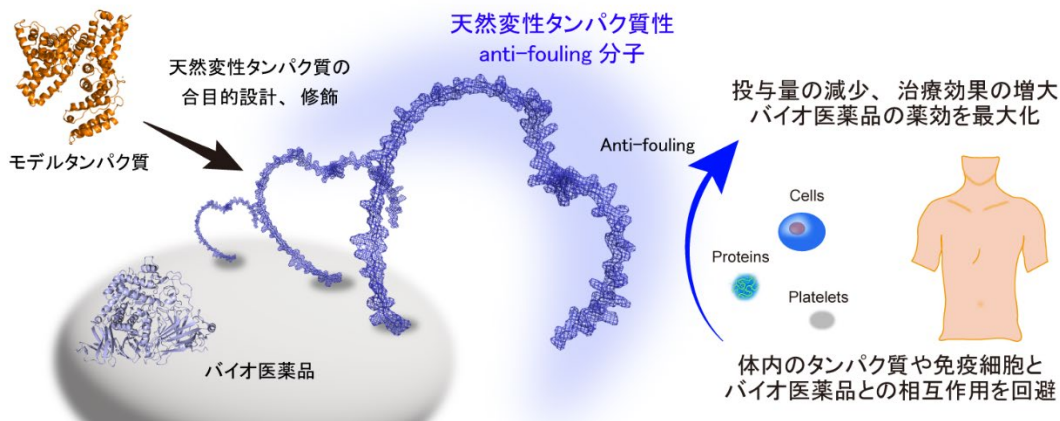 天然変性タンパク質性
anti-fouling 分子
天然変性タンパク質の
合目的設計、修飾
モデルタンパク質
バイオ医薬品
Anti-fouling
投与量の減少、治療効果の増大
バイオ医薬品の薬効を最大化
Cells
Proteins
Platelets
体内のタンパク質や免疫細胞と
バイオ医薬品との相互作用を回避